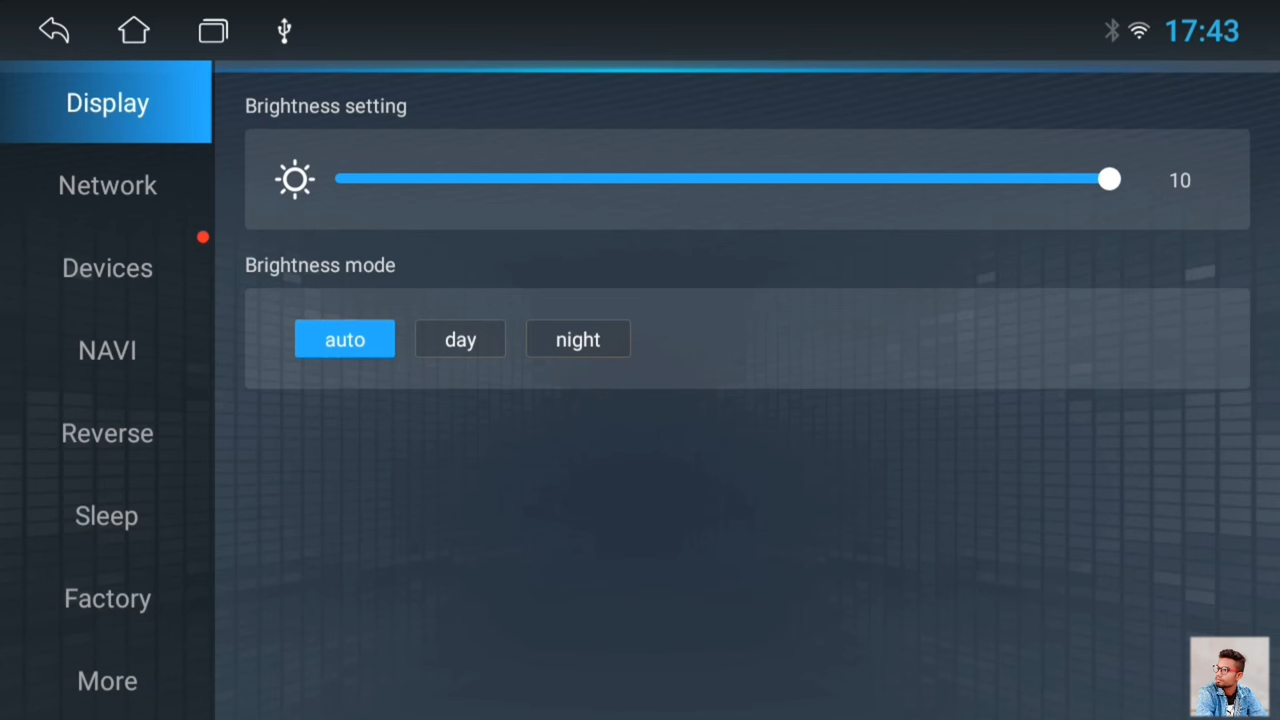 17:43
Display
Network
Devices
NAVI
Reverse
Sleep
Factory
More
Brightness setting
10
Brightness mode
auto day night